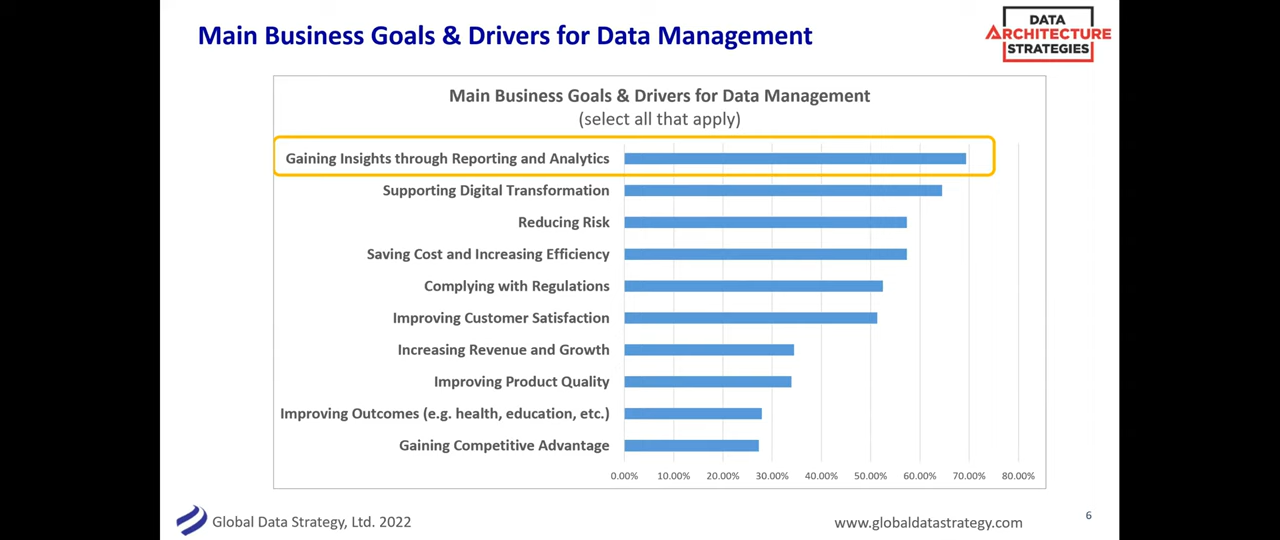 Main Business Goals & Drivers for Data Management
DATA
ARCHITECTURE
STRATEGIES
Main Business Goals & Drivers for Data Management
(select all that apply)
Gaining Insights through Reporting and Analytics
Supporting Digital Transformation
Reducing Risk
Saving Cost and Increasing Efficiency
Complying with Regulations
Improving Customer Satisfaction
Increasing Revenue and Growth
Improving Product Quality
Improving Outcomes (e.g. health, education, etc.)
Gaining Competitive Advantage
0.00% 10.00% 20.00% 30.00% 40.00% 50.00% 60.00% 70.00% 80.00%
Global Data Strategy, Ltd. 2022
www.globaldatastrategy.com
6